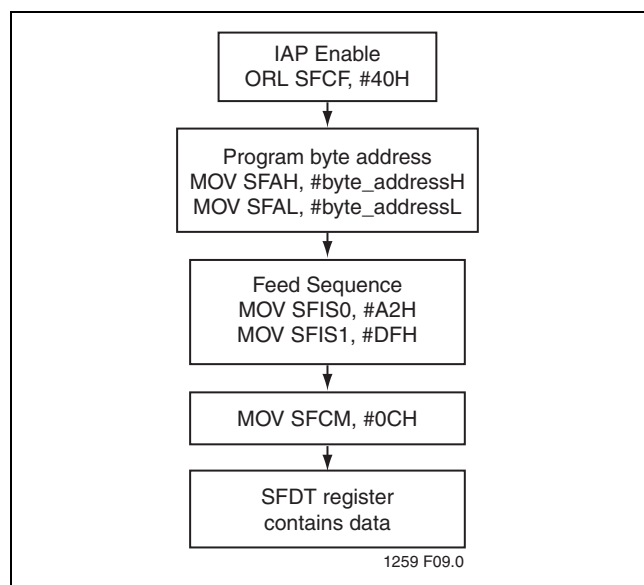 IAP Enable
ORL SFCF, #40H
Program byte address
MOV SFAH, #byte_addressH
MOV SFAL, #byte_addressL
Feed Sequence
MOV SFIS0, #A2H
MOV SFIS1, #DFH
MOV SFCM, #0CH
SFDT register
contains data
1259 F09.0